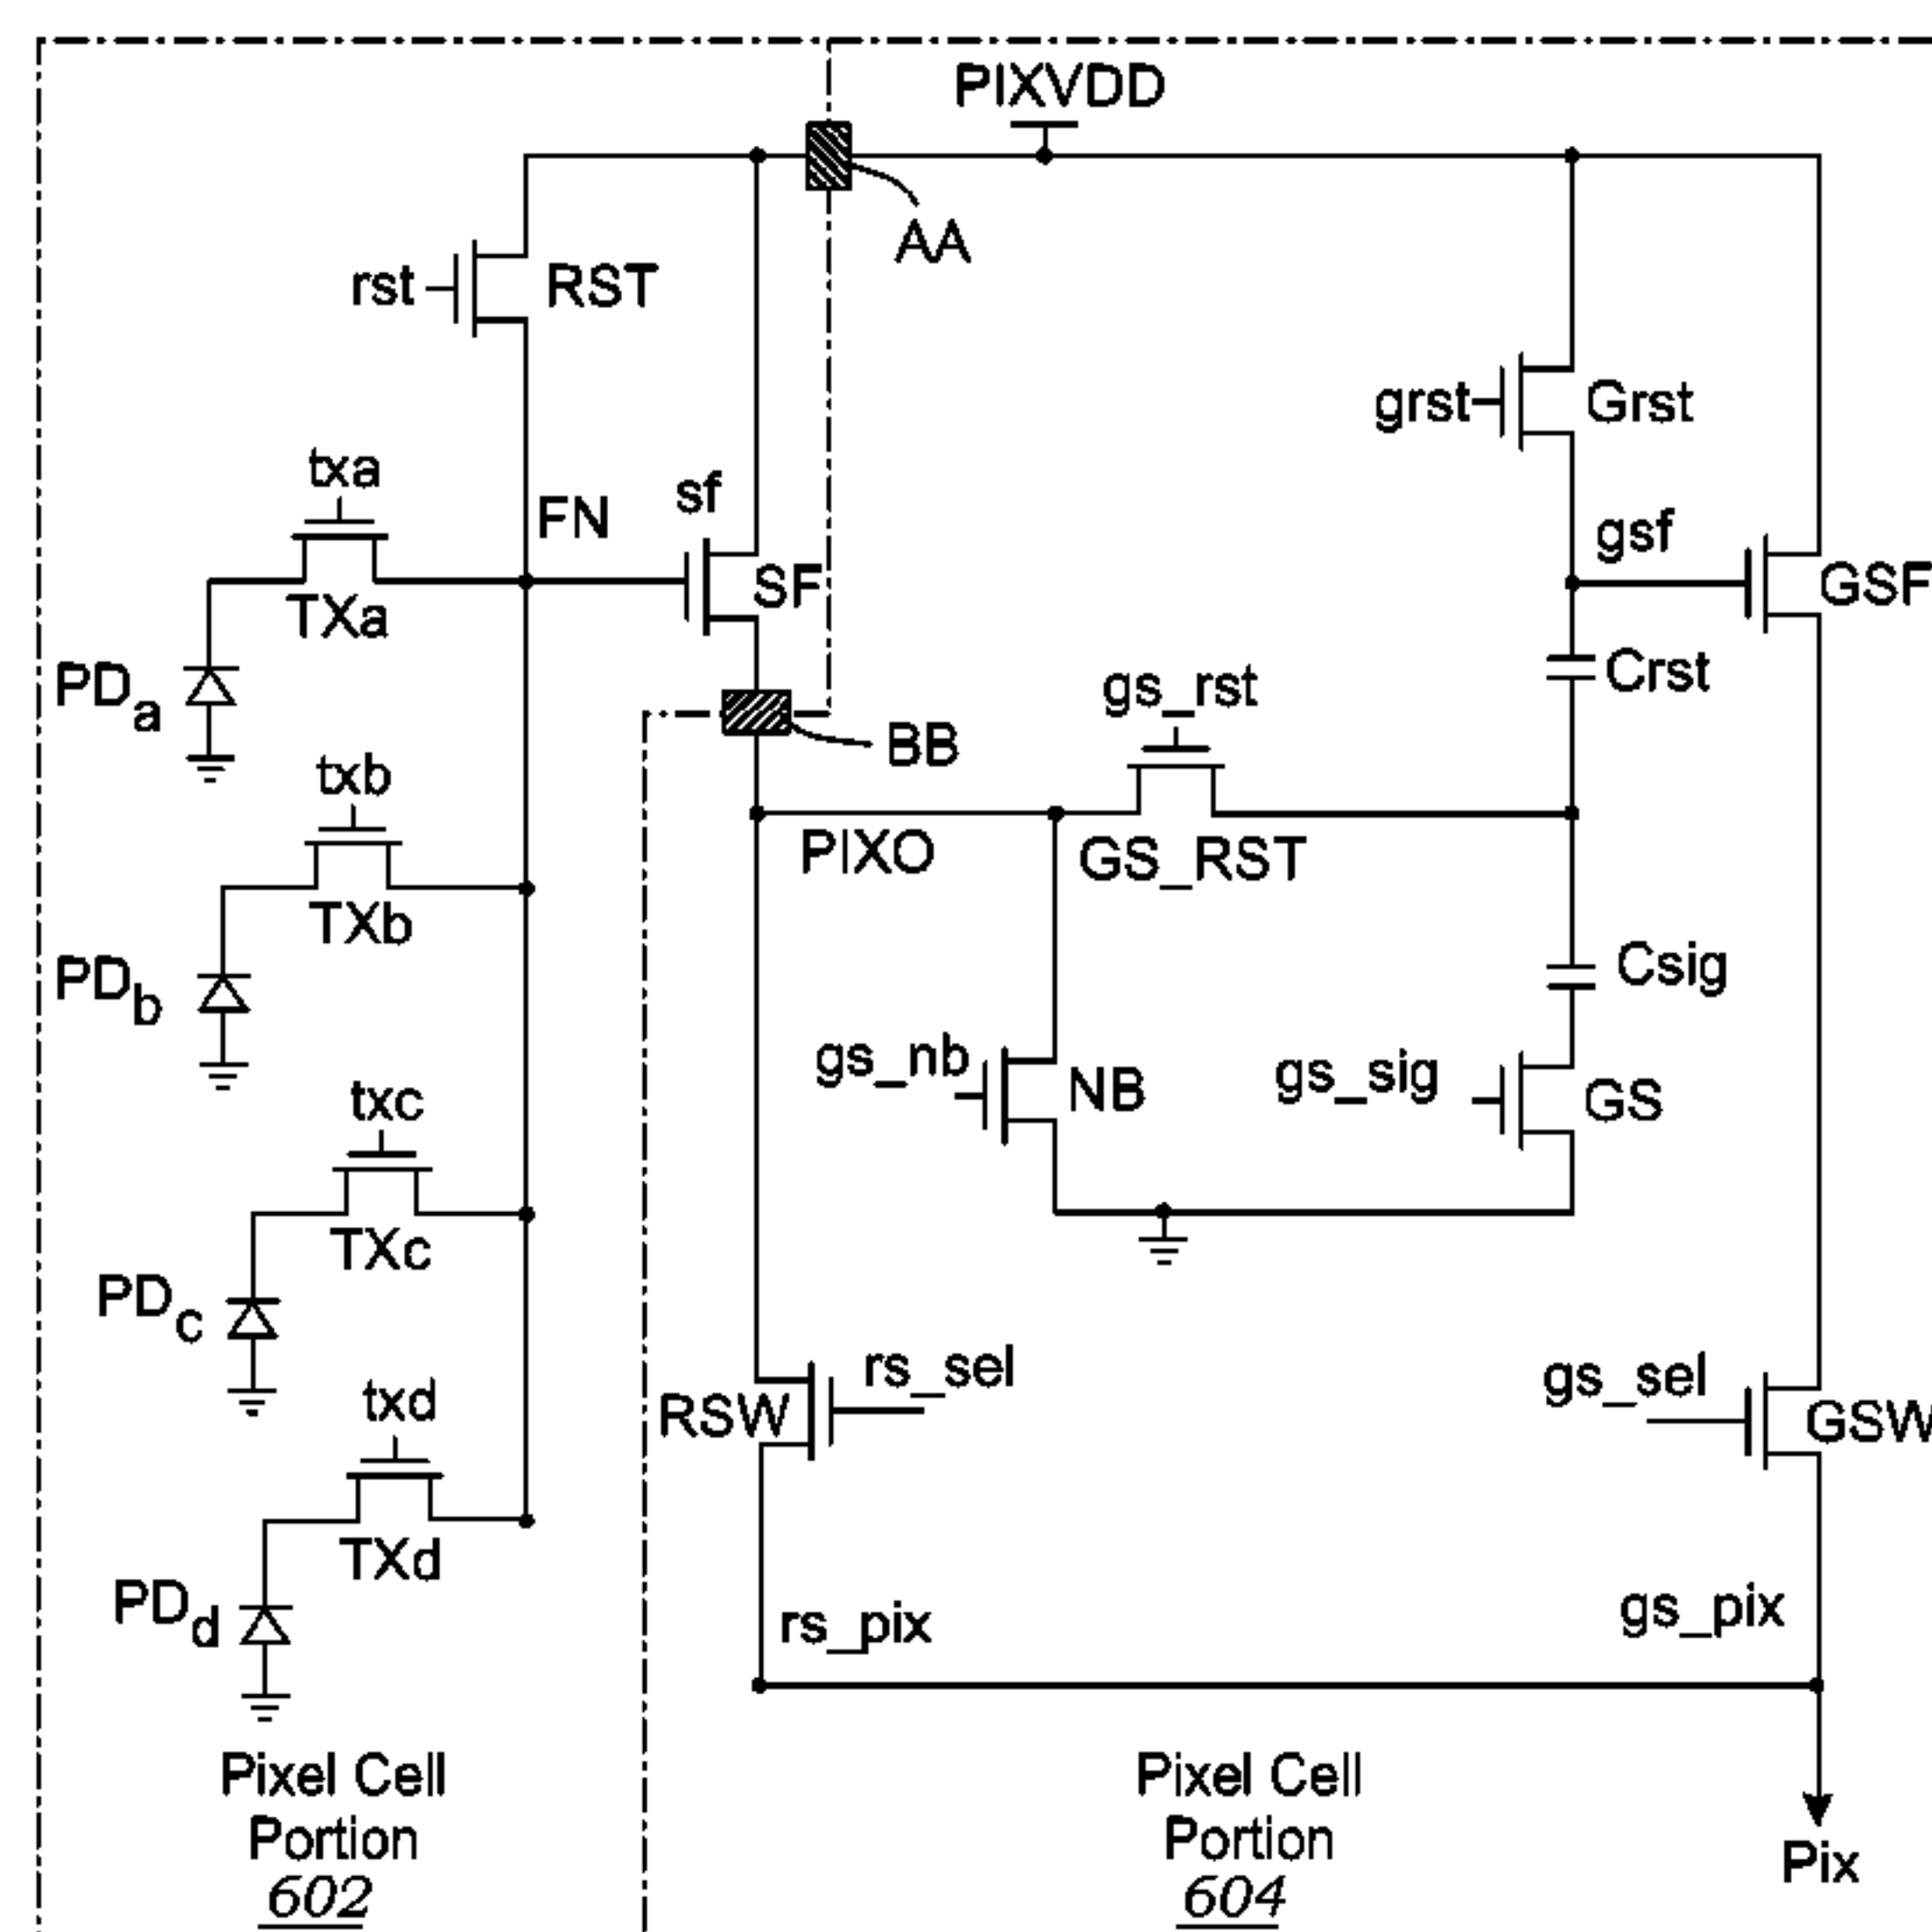 PIXVDD
AA
rst
RST
grst
Grst
txa
FN
sf
gsf
TXa
SF
GSF
PDa
gs_rst
Crst
BB
txb
PIXO
GS_RST
TXb
PDb
Csig
gs_nb
NB
gs_sig
GS
txc
TXc
PDc
rs_sel
RSW
gs_sel
GSW
txd
TXd
PDd
rs_pix
gs_pix
Pixel Cell
Portion
602
Pixel Cell
Portion
604
Pix